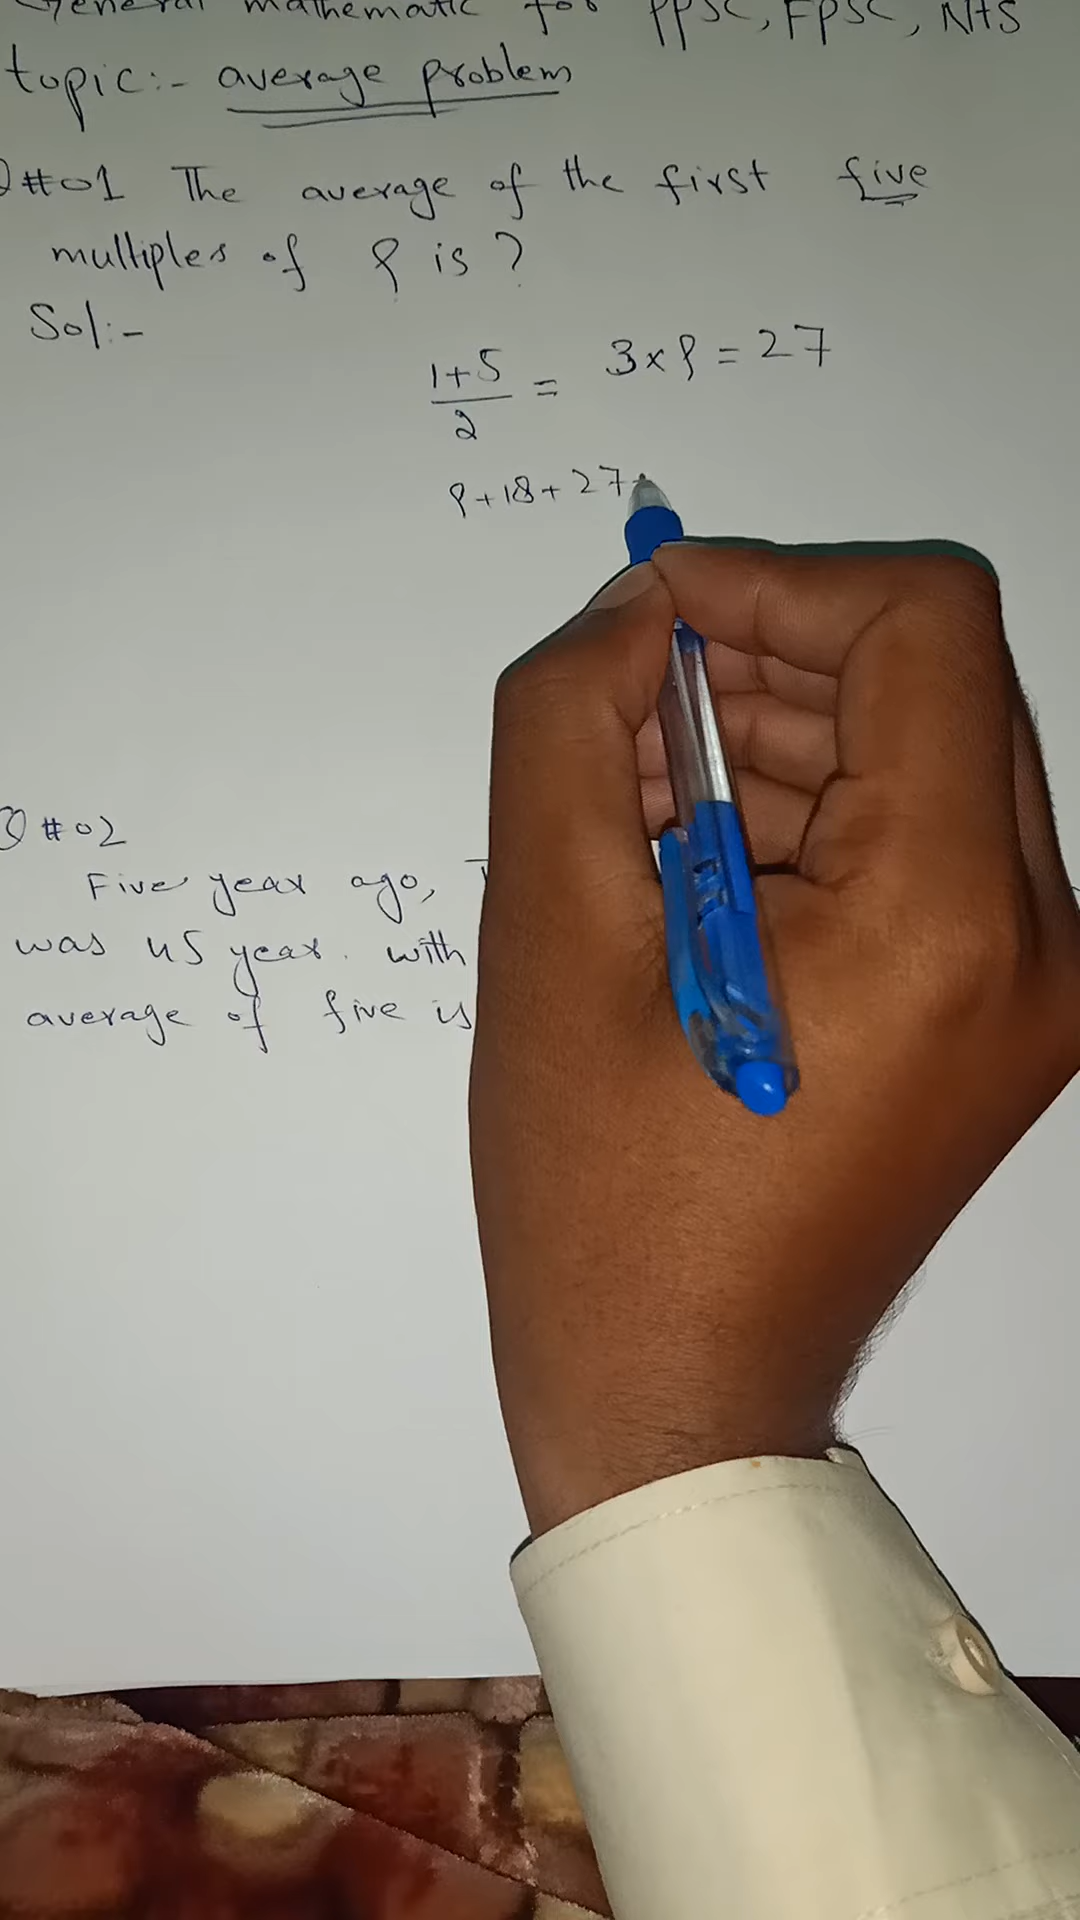 General mathematic for PPSC, FPSC, NTS
topic:- average problem
Q#01 The average of the first five
multiples of 9 is ?
Sol:-
1+5/2 = 3×9 = 27
9+18+27+
Q #02
Five year ago,
was 45 year. with
average of five is